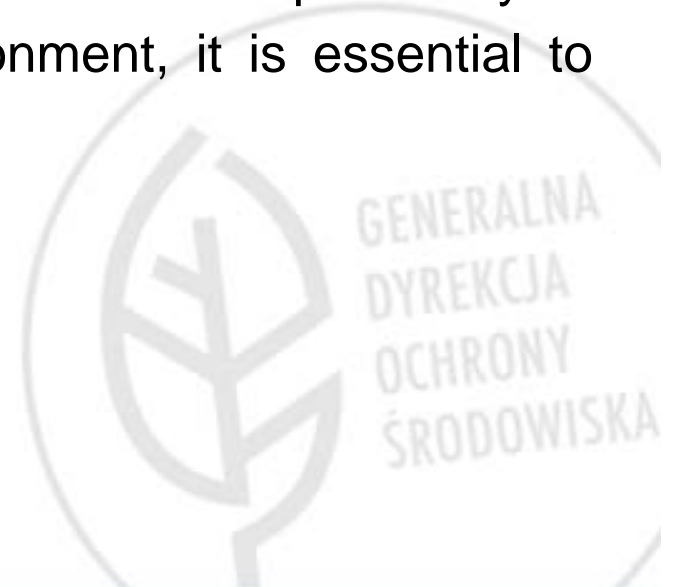 onment, it is essential to
GENERALNA
DYREKCJA
OCHRONY
ŚRODOWISKA